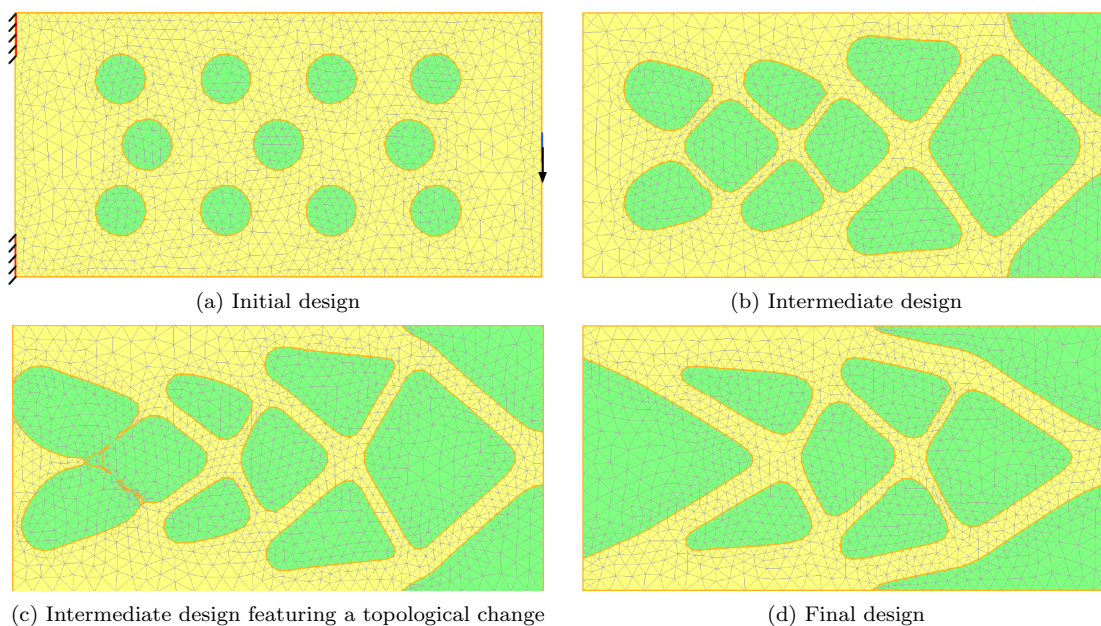 (a) Initial design
(b) Intermediate design
(c) Intermediate design featuring a topological change
(d) Final design